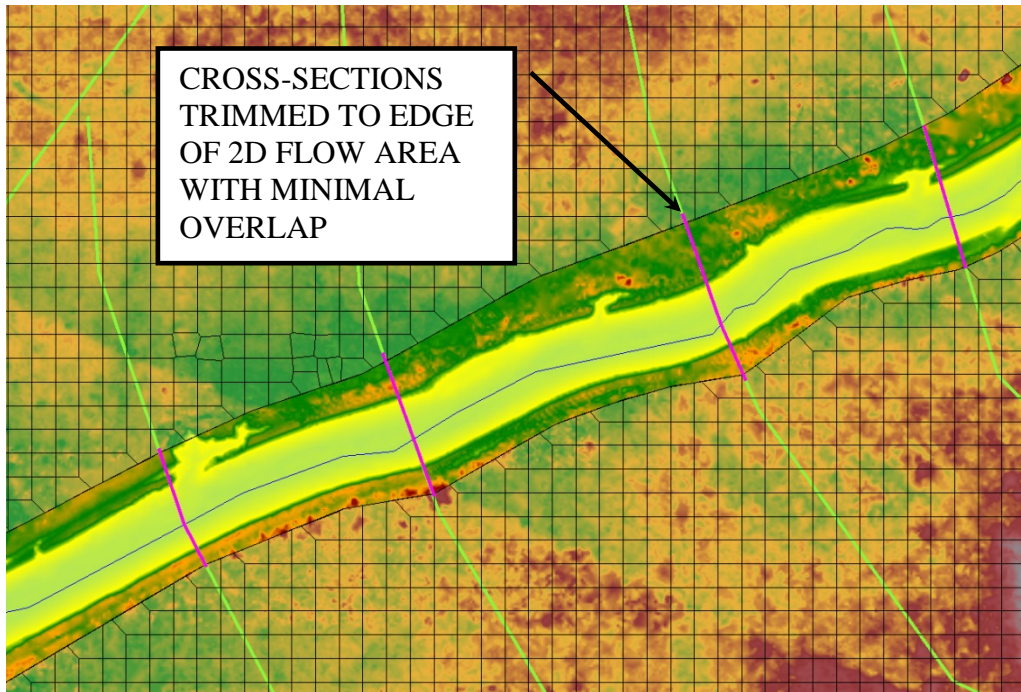 CROSS-SECTIONS
TRIMMED TO EDGE
OF 2D FLOW AREA
WITH MINIMAL
OVERLAP